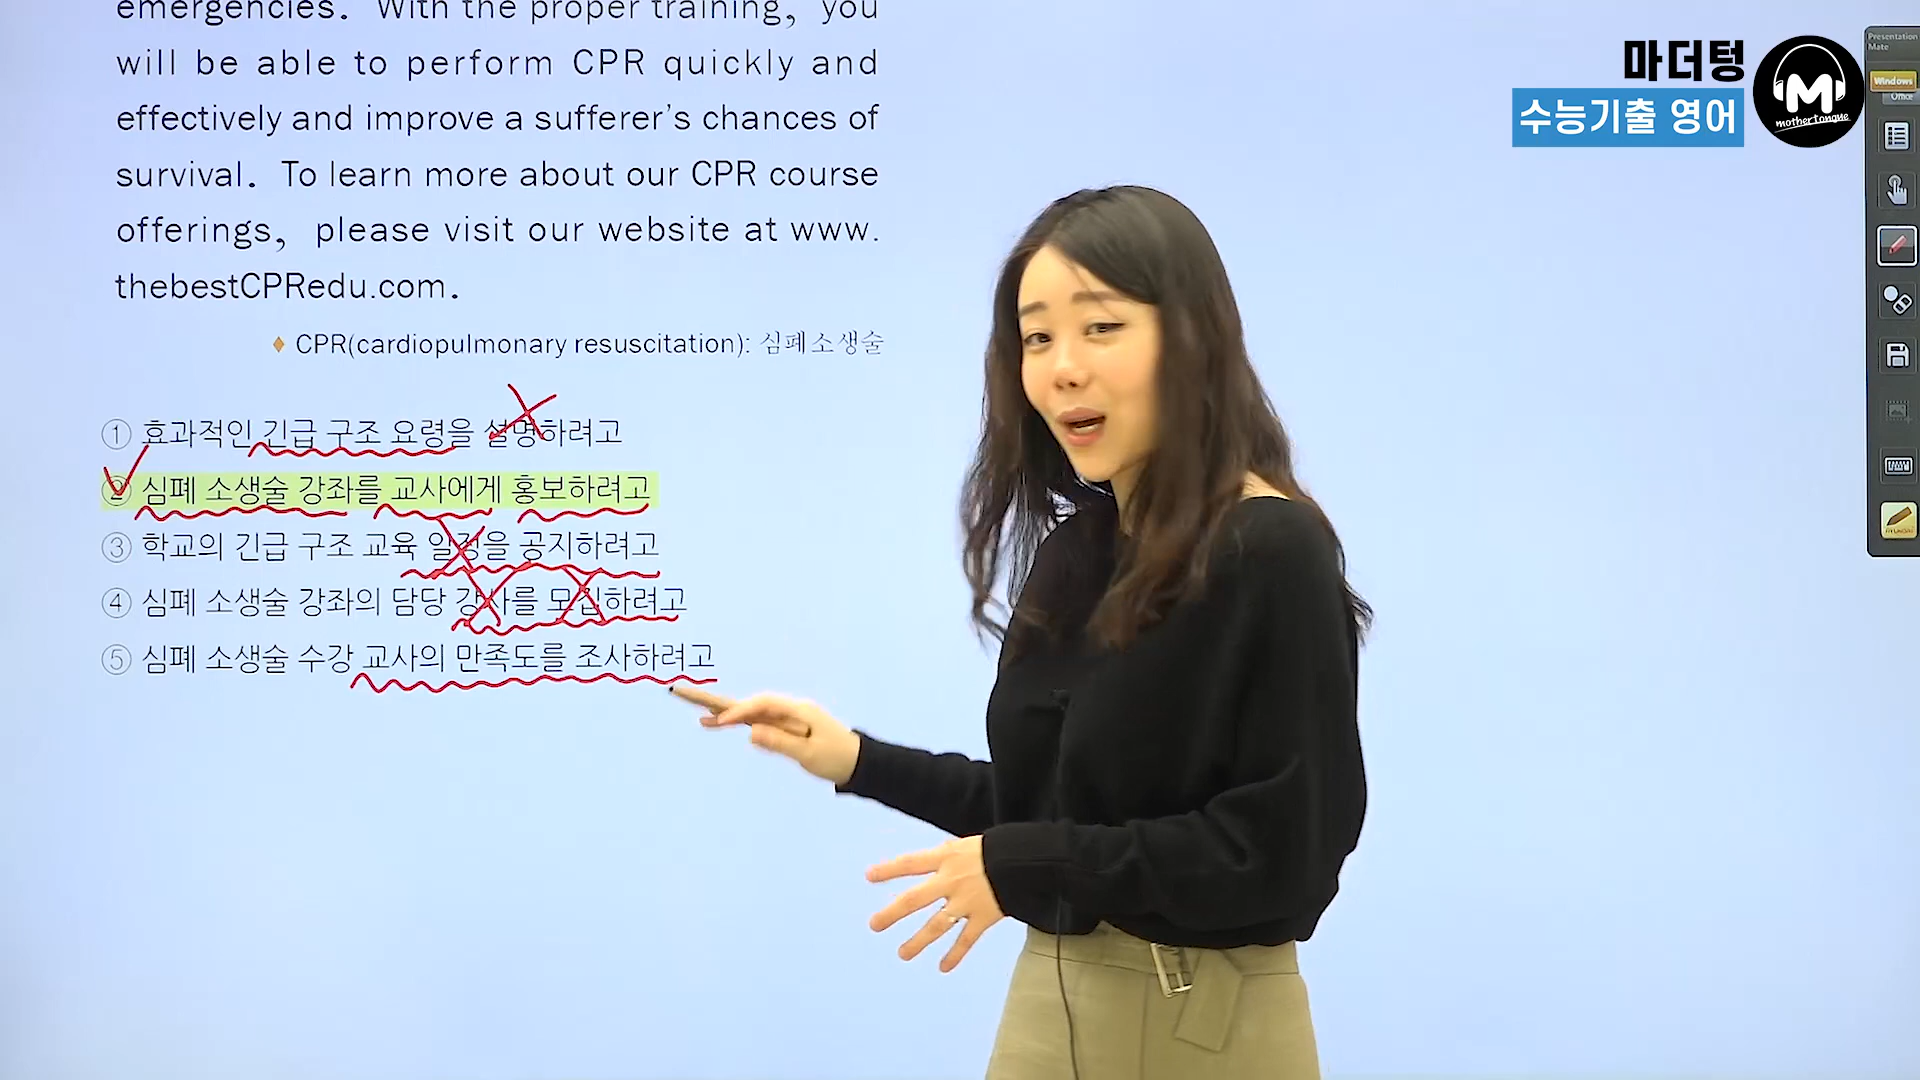 emergencies. With the proper training, you
will be able to perform CPR quickly and
effectively and improve a sufferer's chances of
survival. To learn more about our CPR course
offerings, please visit our website at www.
thebestCPRedu.com.
♦ CPR(cardiopulmonary resuscitation): 심폐소생술
① 효과적인 긴급 구조 요령을 설명하려고
② 심폐 소생술 강좌를 교사에게 홍보하려고
③ 학교의 긴급 구조 교육 일정을 공지하려고
④ 심폐 소생술 강좌의 담당 강사를 모집하려고
⑤ 심폐 소생술 수강 교사의 만족도를 조사하려고
마더텅
수능기출 영어
M
mothertongue
Presentation
Mate
Windows
Office